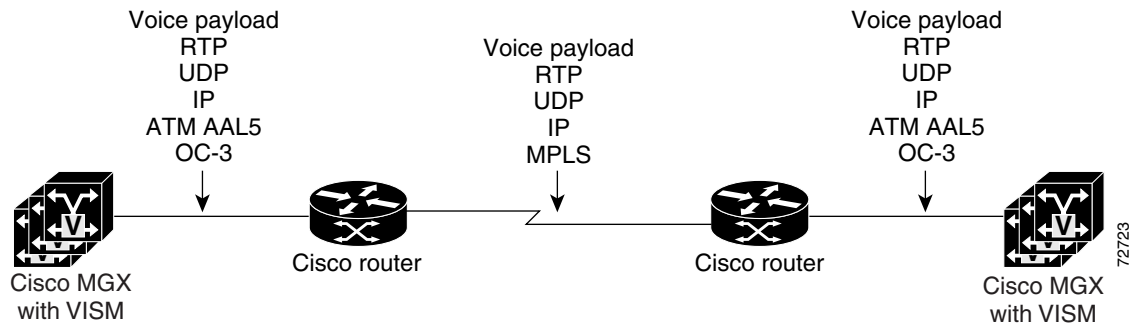 Voice payload
RTP
UDP
IP
ATM AAL5
OC-3
Voice payload
RTP
UDP
IP
MPLS
Voice payload
RTP
UDP
IP
ATM AAL5
OC-3
V
Cisco MGX
with VISM
Cisco router
Cisco router
V
Cisco MGX
with VISM
72723